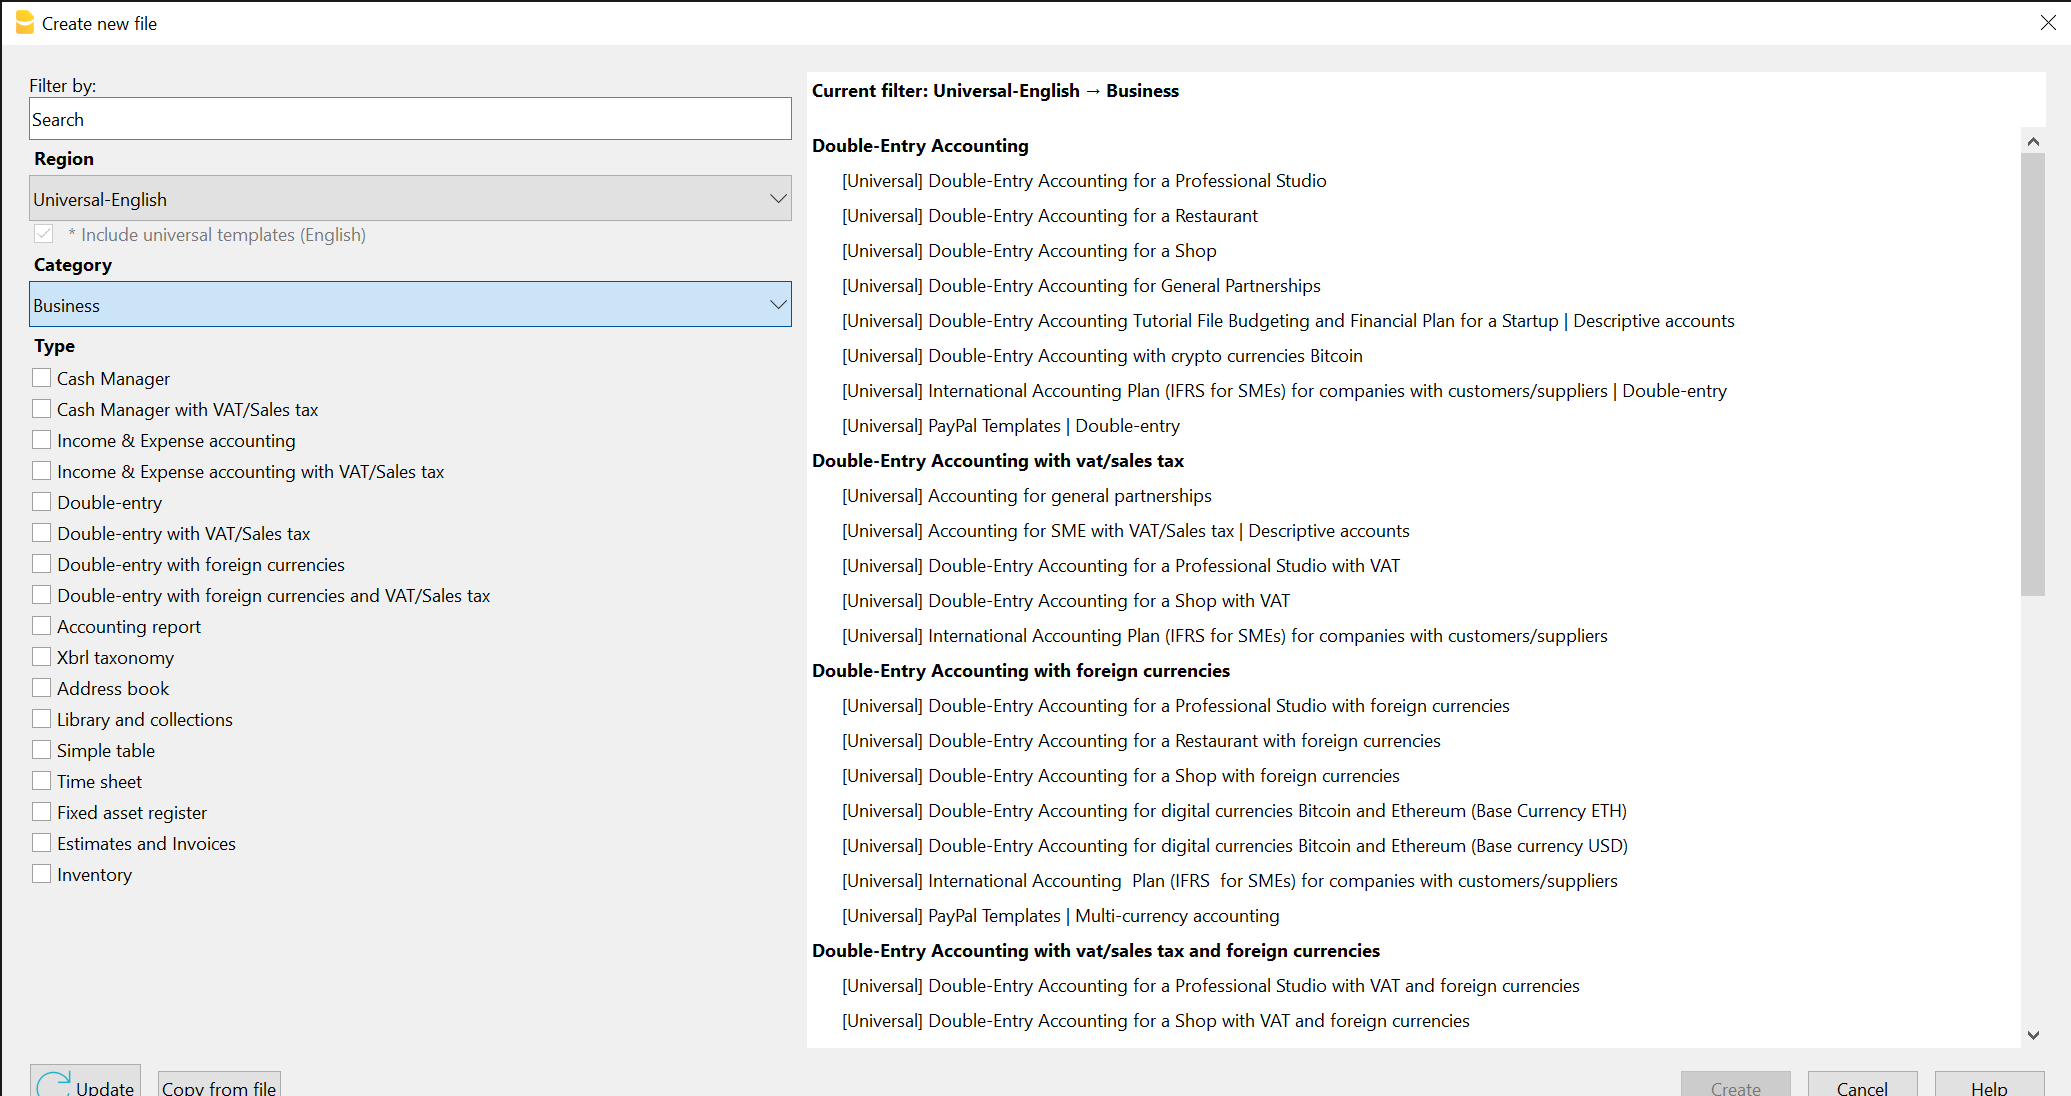 Create new file
Filter by:
Search
Region
Universal-English
* Include universal templates (English)
Category
Business
Type
Cash Manager
Cash Manager with VAT/Sales tax
Income & Expense accounting
Income & Expense accounting with VAT/Sales tax
Double-entry
Double-entry with VAT/Sales tax
Double-entry with foreign currencies
Double-entry with foreign currencies and VAT/Sales tax
Accounting report
Xbrl taxonomy
Address book
Library and collections
Simple table
Time sheet
Fixed asset register
Estimates and Invoices
Inventory
Update
Copy from file
Current filter: Universal-English → Business
Double-Entry Accounting
[Universal] Double-Entry Accounting for a Professional Studio
[Universal] Double-Entry Accounting for a Restaurant
[Universal] Double-Entry Accounting for a Shop
[Universal] Double-Entry Accounting for General Partnerships
[Universal] Double-Entry Accounting Tutorial File Budgeting and Financial Plan for a Startup | Descriptive accounts
[Universal] Double-Entry Accounting with crypto currencies Bitcoin
[Universal] International Accounting Plan (IFRS for SMEs) for companies with customers/suppliers | Double-entry
[Universal] PayPal Templates | Double-entry
Double-Entry Accounting with vat/sales tax
[Universal] Accounting for general partnerships
[Universal] Accounting for SME with VAT/Sales tax | Descriptive accounts
[Universal] Double-Entry Accounting for a Professional Studio with VAT
[Universal] Double-Entry Accounting for a Shop with VAT
[Universal] International Accounting Plan (IFRS for SMEs) for companies with customers/suppliers
Double-Entry Accounting with foreign currencies
[Universal] Double-Entry Accounting for a Professional Studio with foreign currencies
[Universal] Double-Entry Accounting for a Restaurant with foreign currencies
[Universal] Double-Entry Accounting for a Shop with foreign currencies
[Universal] Double-Entry Accounting for digital currencies Bitcoin and Ethereum (Base Currency ETH)
[Universal] Double-Entry Accounting for digital currencies Bitcoin and Ethereum (Base currency USD)
[Universal] International Accounting  Plan (IFRS  for SMEs) for companies with customers/suppliers
[Universal] PayPal Templates | Multi-currency accounting
Double-Entry Accounting with vat/sales tax and foreign currencies
[Universal] Double-Entry Accounting for a Professional Studio with VAT and foreign currencies
[Universal] Double-Entry Accounting for a Shop with VAT and foreign currencies
Create
Cancel
Help